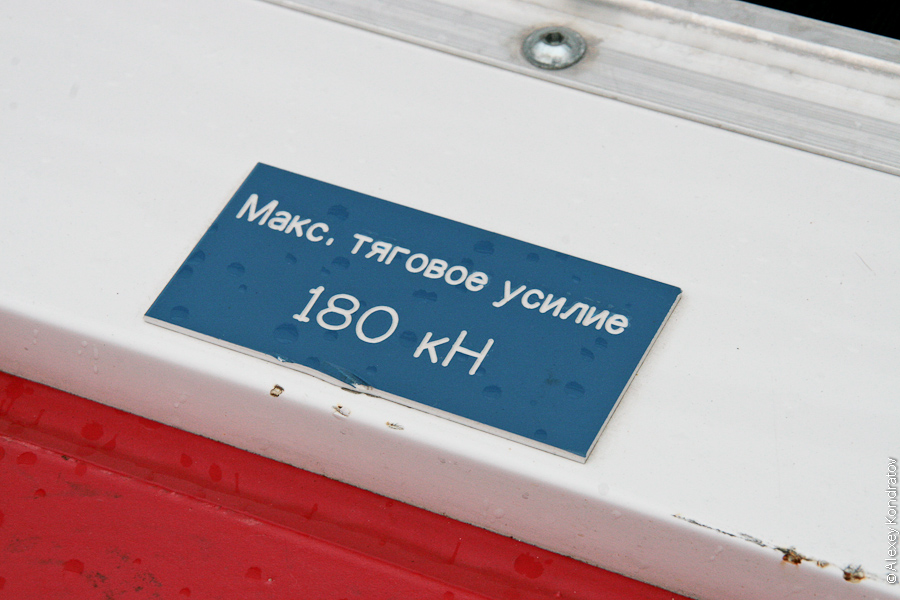 Макс. тяговое усилие
180 кН
©Alexey Kondratov